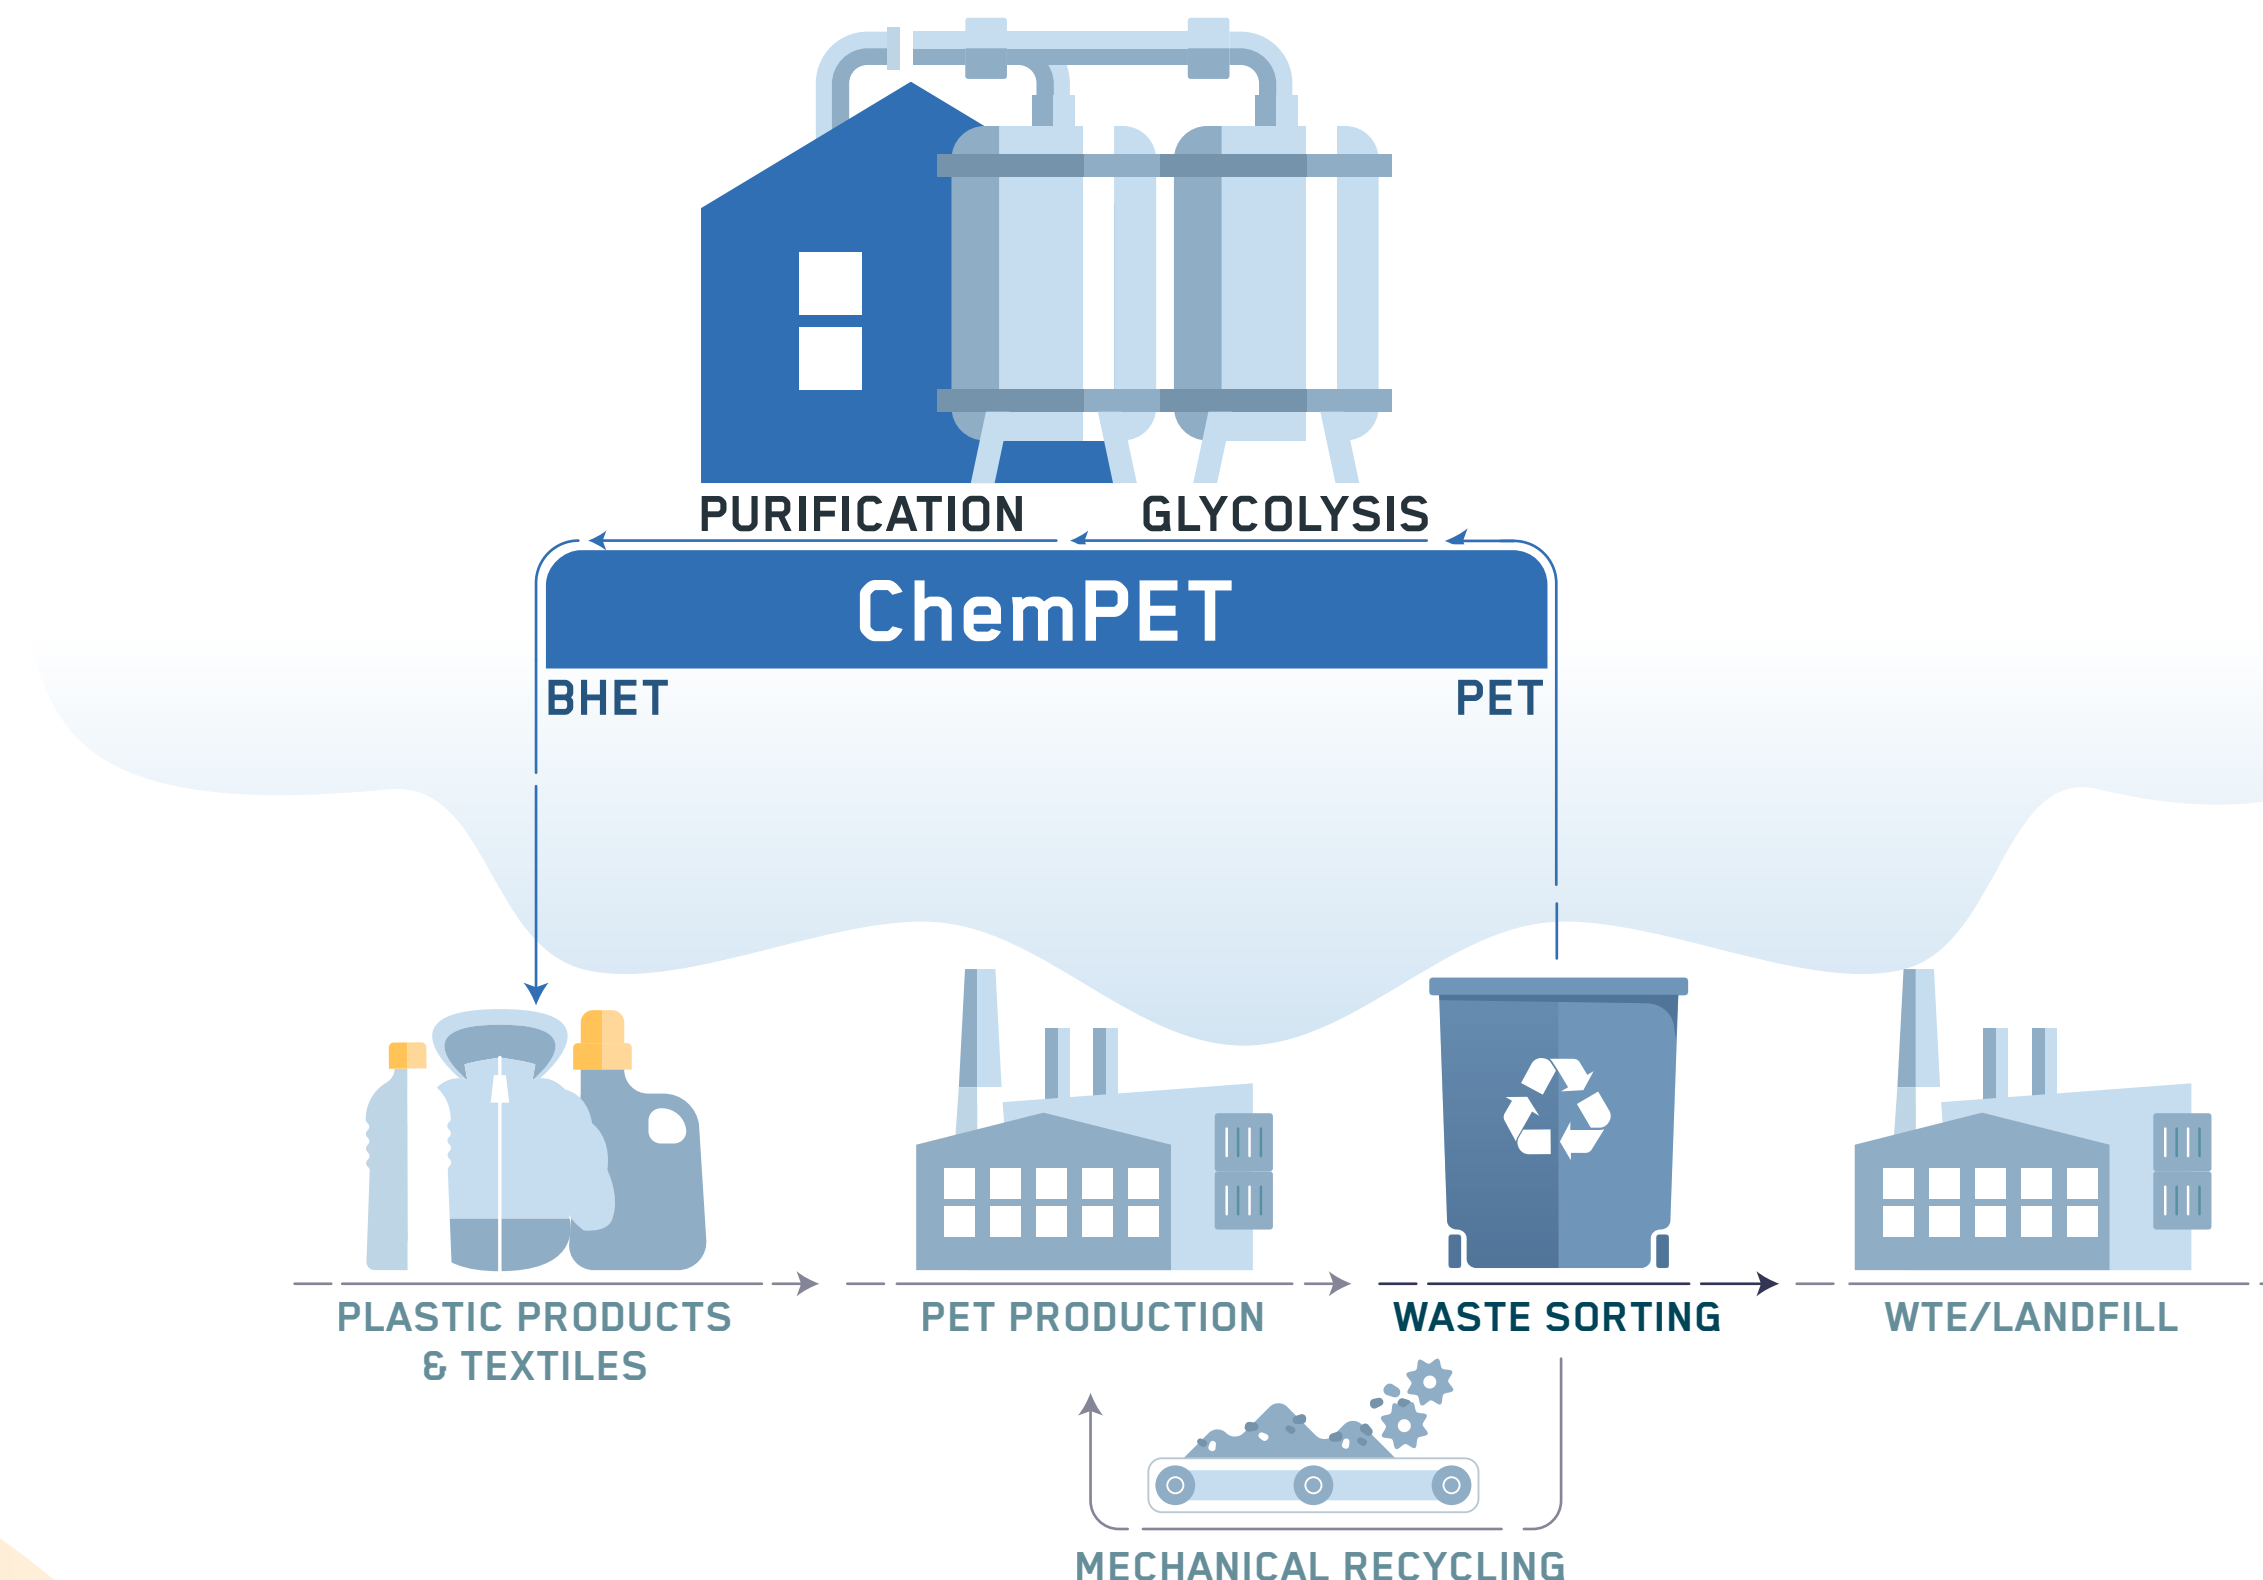 PURIFICATION
GLYCOLYSIS
ChemPET
BHET
PET
PLASTIC PRODUCTS
& TEXTILES
PET PRODUCTION
WASTE SORTING
WTE/LANDFILL
MECHANICAL RECYCLING